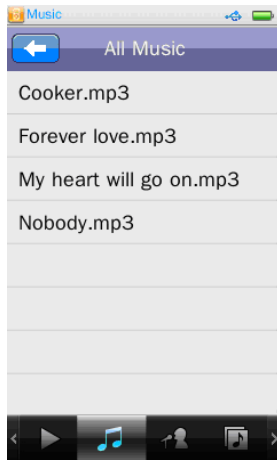 Music
All Music
Cooker.mp3
Forever love.mp3
My heart will go on.mp3
Nobody.mp3